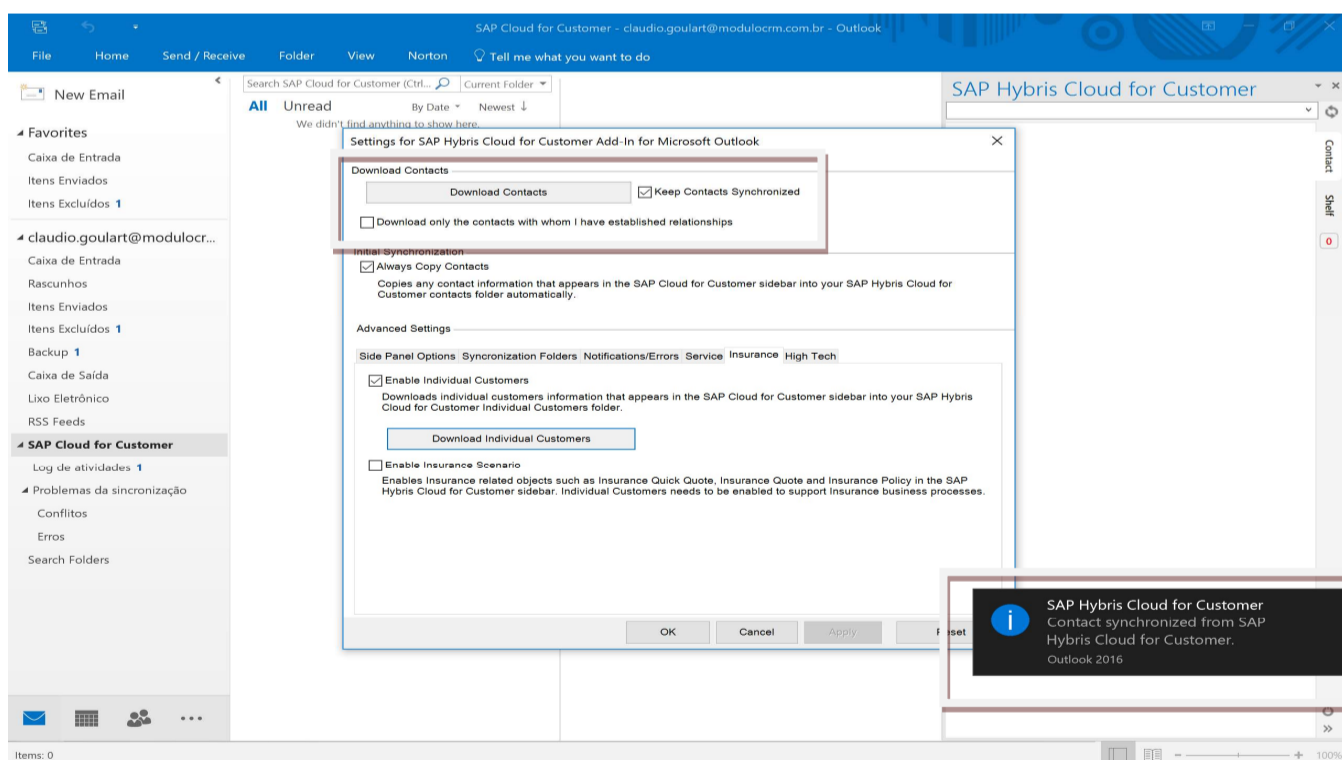 SAP Cloud for Customer - claudio.goulart@modulocrm.com.br - Outlook
File Home Send / Receive Folder View Norton Tell me what you want to do
New Email
Favorites
Caixa de Entrada
Itens Enviados
Itens Excluídos 1
claudio.goulart@modulocr...
Caixa de Entrada
Rascunhos
Itens Enviados
Itens Excluídos 1
Backup 1
Caixa de Saída
Lixo Eletrônico
RSS Feeds
SAP Cloud for Customer
Log de atividades 1
Problemas da sincronização
Conflitos
Erros
Search Folders
Items: 0
Search SAP Cloud for Customer (Ctrl... Current Folder
All Unread By Date Newest ↓
We didn't find anything to show here.
Settings for SAP Hybris Cloud for Customer Add-In for Microsoft Outlook
Download Contacts
Download Contacts Keep Contacts Synchronized
Download only the contacts with whom I have established relationships
Initial Synchronization
Always Copy Contacts
Copies any contact information that appears in the SAP Cloud for Customer sidebar into your SAP Hybris Cloud for
Customer contacts folder automatically.
Advanced Settings
Side Panel Options Syncronization Folders Notifications/Errors Service Insurance High Tech
Enable Individual Customers
Downloads individual customers information that appears in the SAP Cloud for Customer sidebar into your SAP Hybris
Cloud for Customer Individual Customers folder.
Download Individual Customers
Enable Insurance Scenario
Enables Insurance related objects such as Insurance Quick Quote, Insurance Quote and Insurance Policy in the SAP
Hybris Cloud for Customer sidebar. Individual Customers needs to be enabled to support Insurance business processes.
OK Cancel Apply Reset
SAP Hybris Cloud for Customer
Contact
Shelf
0
SAP Hybris Cloud for Customer
Contact synchronized from SAP
Hybris Cloud for Customer.
Outlook 2016
100%